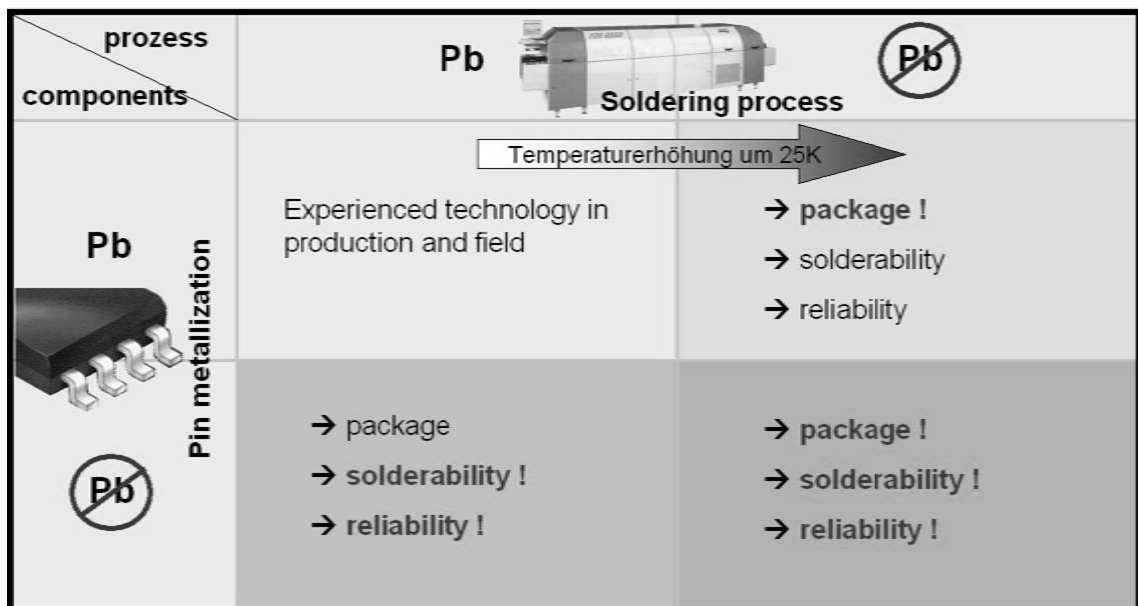 prozess
components
Pb
Pb
Soldering process
Temperaturerhöhung um 25K
Pb
Pin metallization
Experienced technology in
production and field
→ package !
→ solderability
→ reliability
Pb
→ package
→ solderability !
→ reliability !
→ package !
→ solderability !
→ reliability !